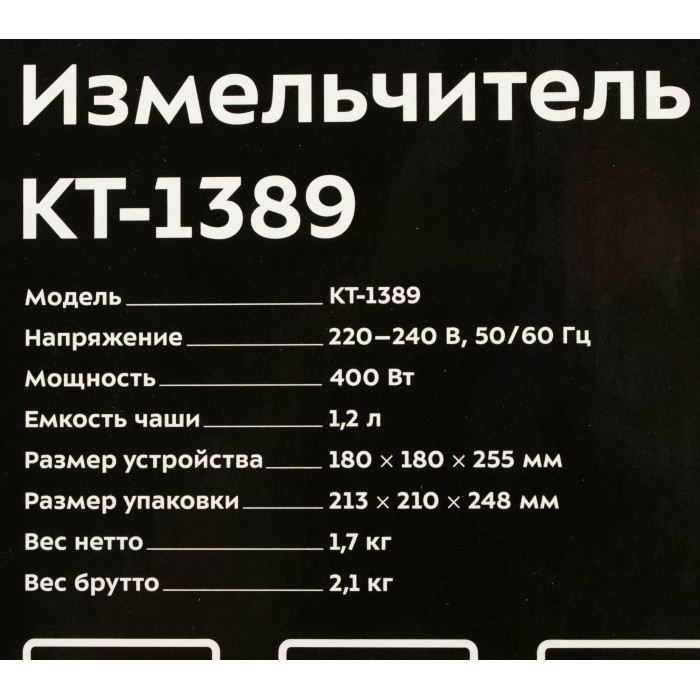 Измельчитель
КТ-1389
Модель КТ-1389
Напряжение 220–240 В, 50/60 Гц
Мощность 400 Вт
Емкость чаши 1,2 л
Размер устройства 180 × 180 × 255 мм
Размер упаковки 213 × 210 × 248 мм
Вес нетто 1,7 кг
Вес брутто 2,1 кг